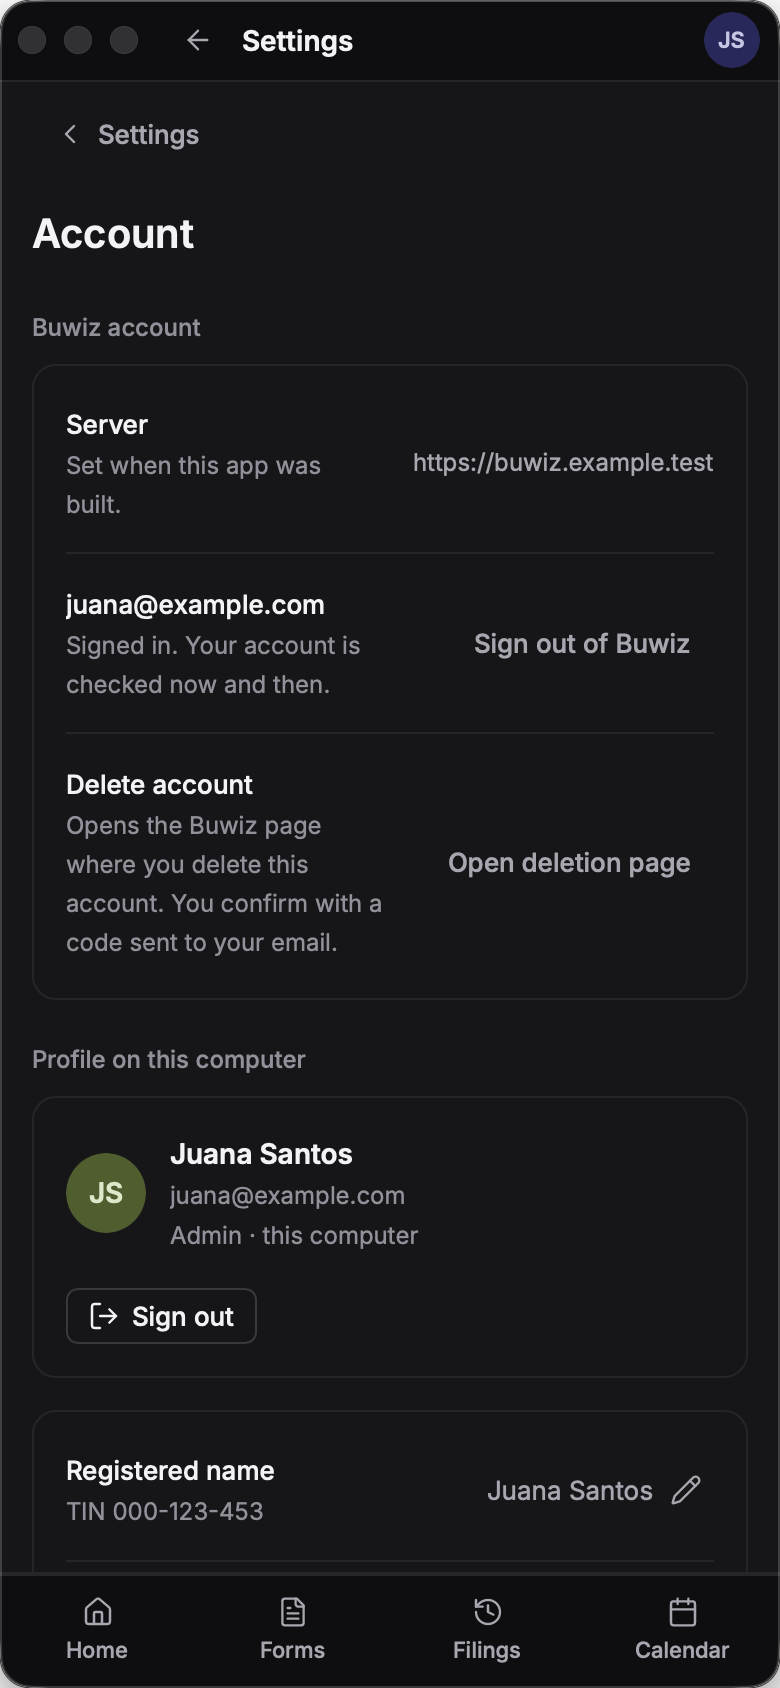 Settings
JS
Settings
Account
Buwiz account
Server
Set when this app was
built.
https://buwiz.example.test
juana@example.com
Signed in. Your account is
checked now and then.
Sign out of Buwiz
Delete account
Opens the Buwiz page
where you delete this
account. You confirm with a
code sent to your email.
Open deletion page
Profile on this computer
JS
Juana Santos
juana@example.com
Admin · this computer
Sign out
Registered name
TIN 000-123-453
Juana Santos
Home
Forms
Filings
Calendar